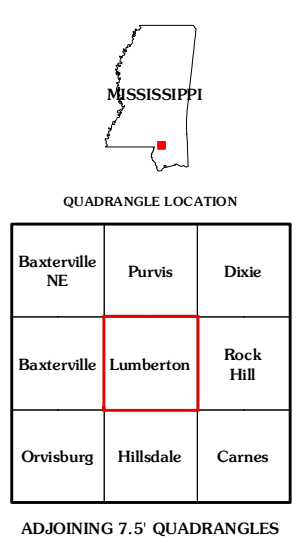 MISSISSIPPI
QUADRANGLE LOCATION
Baxterville
NE
Purvis
Dixie
Baxterville
Lumberton
Rock
Hill
Orvisburg
Hillsdale
Carnes
ADJOINING 7.5' QUADRANGLES